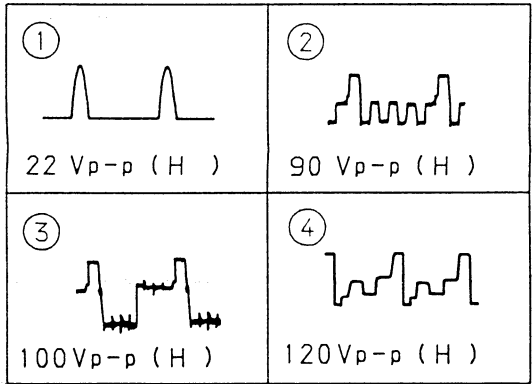 1
22 Vp-p ( H )
2
90 Vp-p ( H )
3
100Vp-p ( H )
4
120Vp-p ( H )